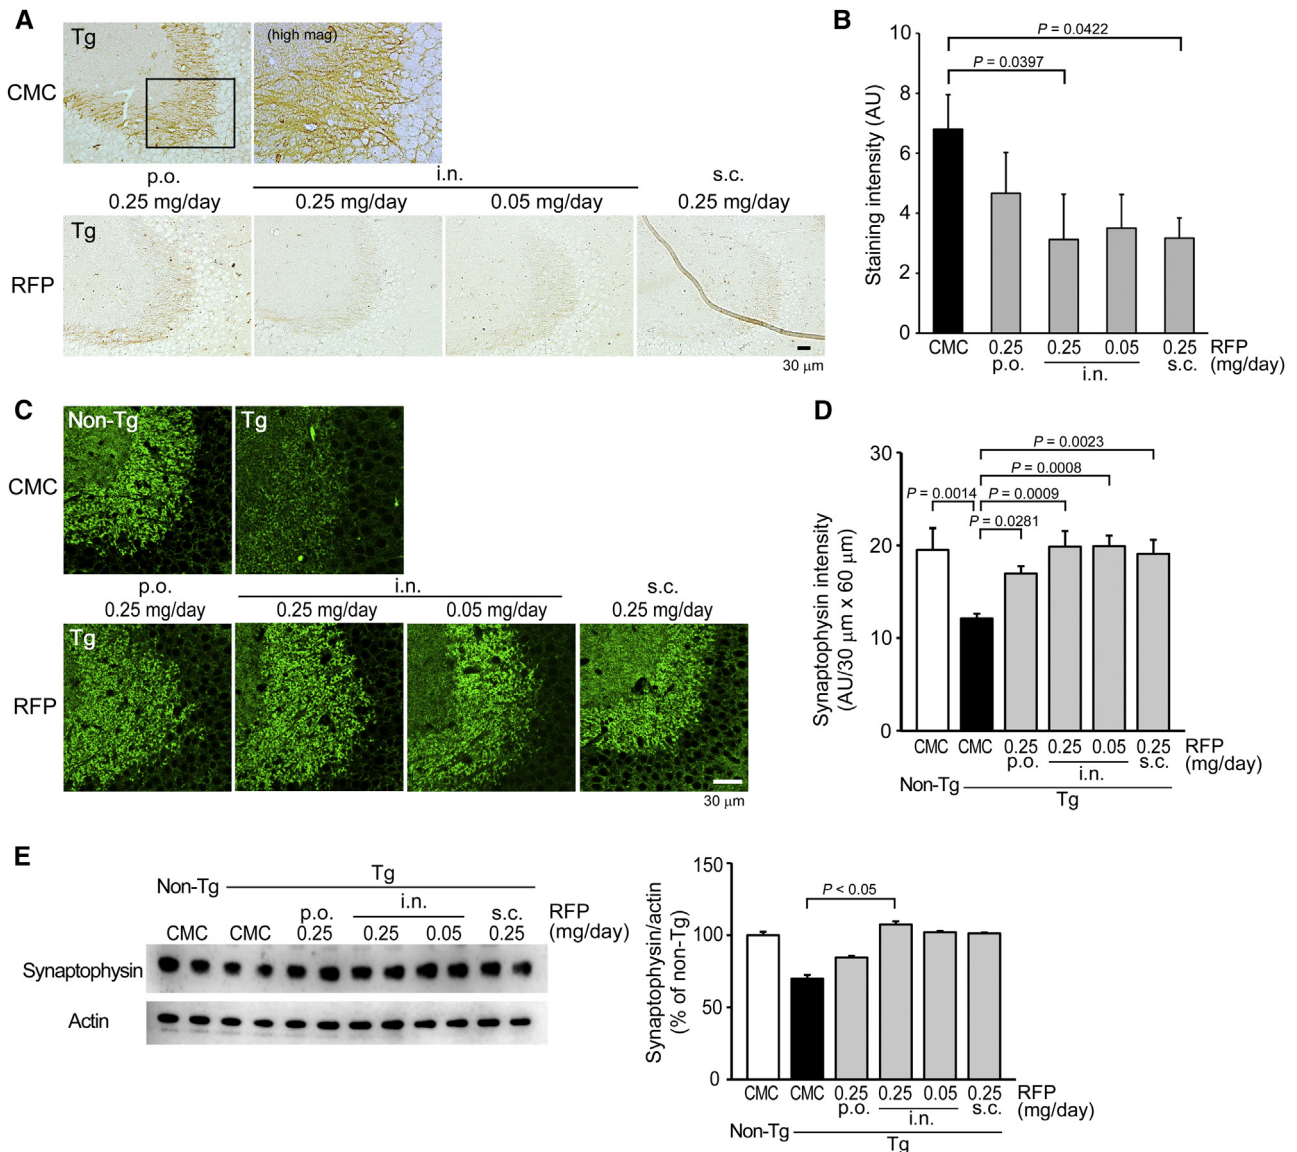 A
Tg
(high mag)
CMC
p.o.
i.n.
s.c.
0.25 mg/day
0.25 mg/day
0.05 mg/day
0.25 mg/day
Tg
RFP
30 μm
B
P = 0.0422
P = 0.0397
Staining intensity (AU)
10
8
6
4
2
0
CMC
0.25
0.25
0.05
0.25
RFP
p.o.
i.n.
s.c.
(mg/day)
C
Non-Tg
Tg
CMC
p.o.
i.n.
s.c.
0.25 mg/day
0.25 mg/day
0.05 mg/day
0.25 mg/day
Tg
RFP
30 μm
D
P = 0.0023
P = 0.0008
P = 0.0014
P = 0.0009
P = 0.0281
Synaptophysin intensity
(AU/30 μm x 60 μm)
30
20
10
0
CMC
CMC
0.25
0.25
0.05
0.25
RFP
p.o.
i.n.
s.c.
(mg/day)
Non-Tg
Tg
E
Non-Tg
Tg
p.o.
i.n.
s.c.
RFP
CMC
CMC
0.25
0.25
0.05
0.25
(mg/day)
Synaptophysin
Actin
P < 0.05
Synaptophysin/actin
(% of non-Tg)
150
100
50
0
CMC
CMC
0.25
0.25
0.05
0.25
RFP
p.o.
i.n.
s.c.
(mg/day)
Non-Tg
Tg